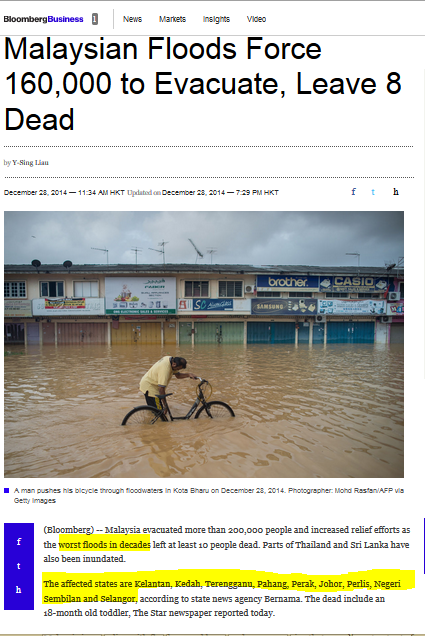 BloombergBusiness
News Markets Insights Video
Malaysian Floods Force
160,000 to Evacuate, Leave 8
Dead
by Y-Sing Liau
December 28, 2014 — 11:34 AM HKT Updated on December 28, 2014 — 7:29 PM HKT
f t h
brother.
CASIO
SAMSUNG
A man pushes his bicycle through floodwaters in Kota Bharu on December 28, 2014. Photographer: Mohd Rasfan/AFP via
Getty Images
f
t
h
(Bloomberg) -- Malaysia evacuated more than 200,000 people and increased relief efforts as
the worst floods in decades left at least 10 people dead. Parts of Thailand and Sri Lanka have
also been inundated.
The affected states are Kelantan, Kedah, Terengganu, Pahang, Perak, Johor, Perlis, Negeri
Sembilan and Selangor, according to state news agency Bernama. The dead include an
18-month old toddler, The Star newspaper reported today.